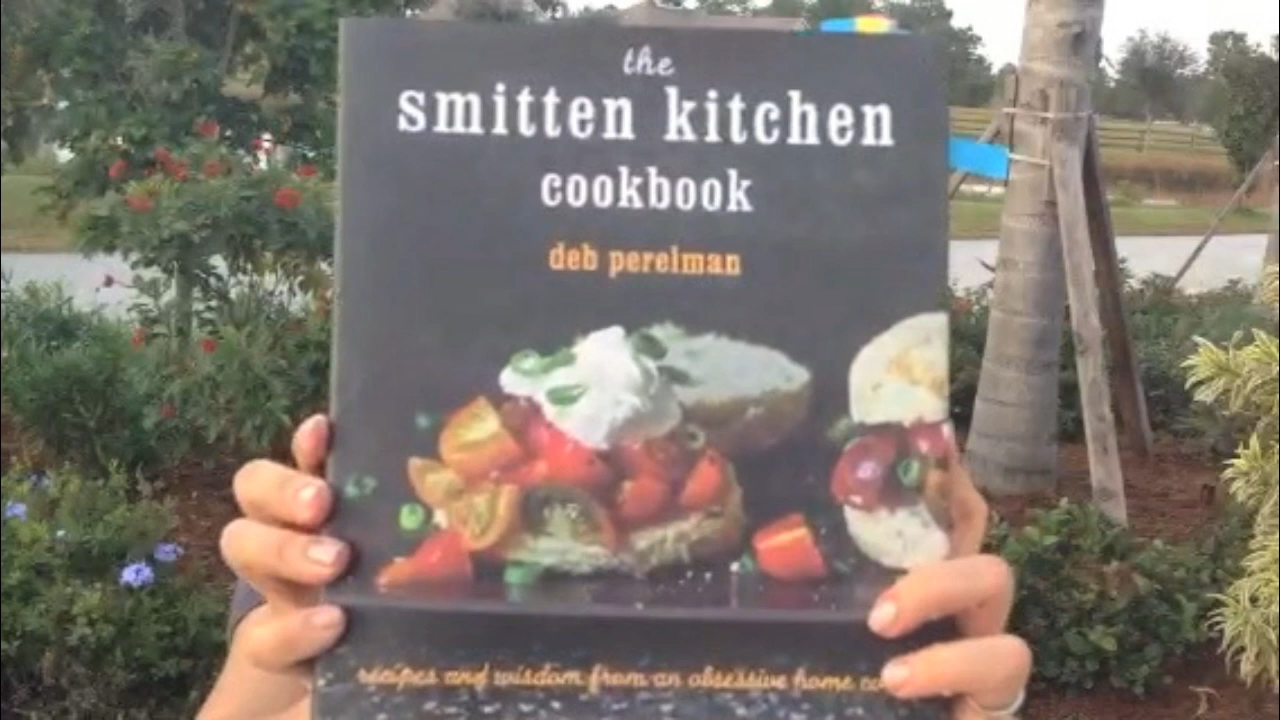 the
smitten kitchen
cookbook
deb perelman
recipes and wisdom from an obsessive home